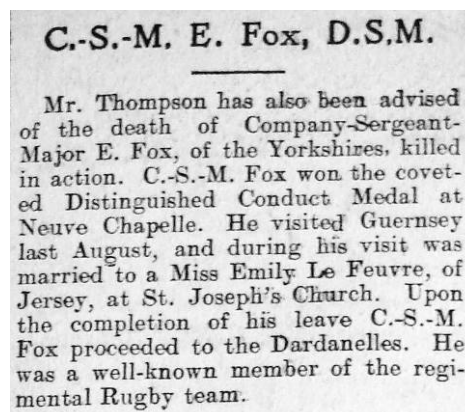 C.-S.-M. E. Fox, D.S.M.
Mr. Thompson has also been advised
of the death of Company-Sergeant-
Major E. Fox, of the Yorkshires, killed
in action. C.-S.-M. Fox won the covet-
ed Distinguished Conduct Medal at
Neuve Chapelle. He visited Guernsey
last August, and during his visit was
married to a Miss Emily Le Feuvre, of
Jersey, at St. Joseph's Church. Upon
the completion of his leave C.-S.-M.
Fox proceeded to the Dardanelles. He
was a well-known member of the regi-
mental Rugby team.